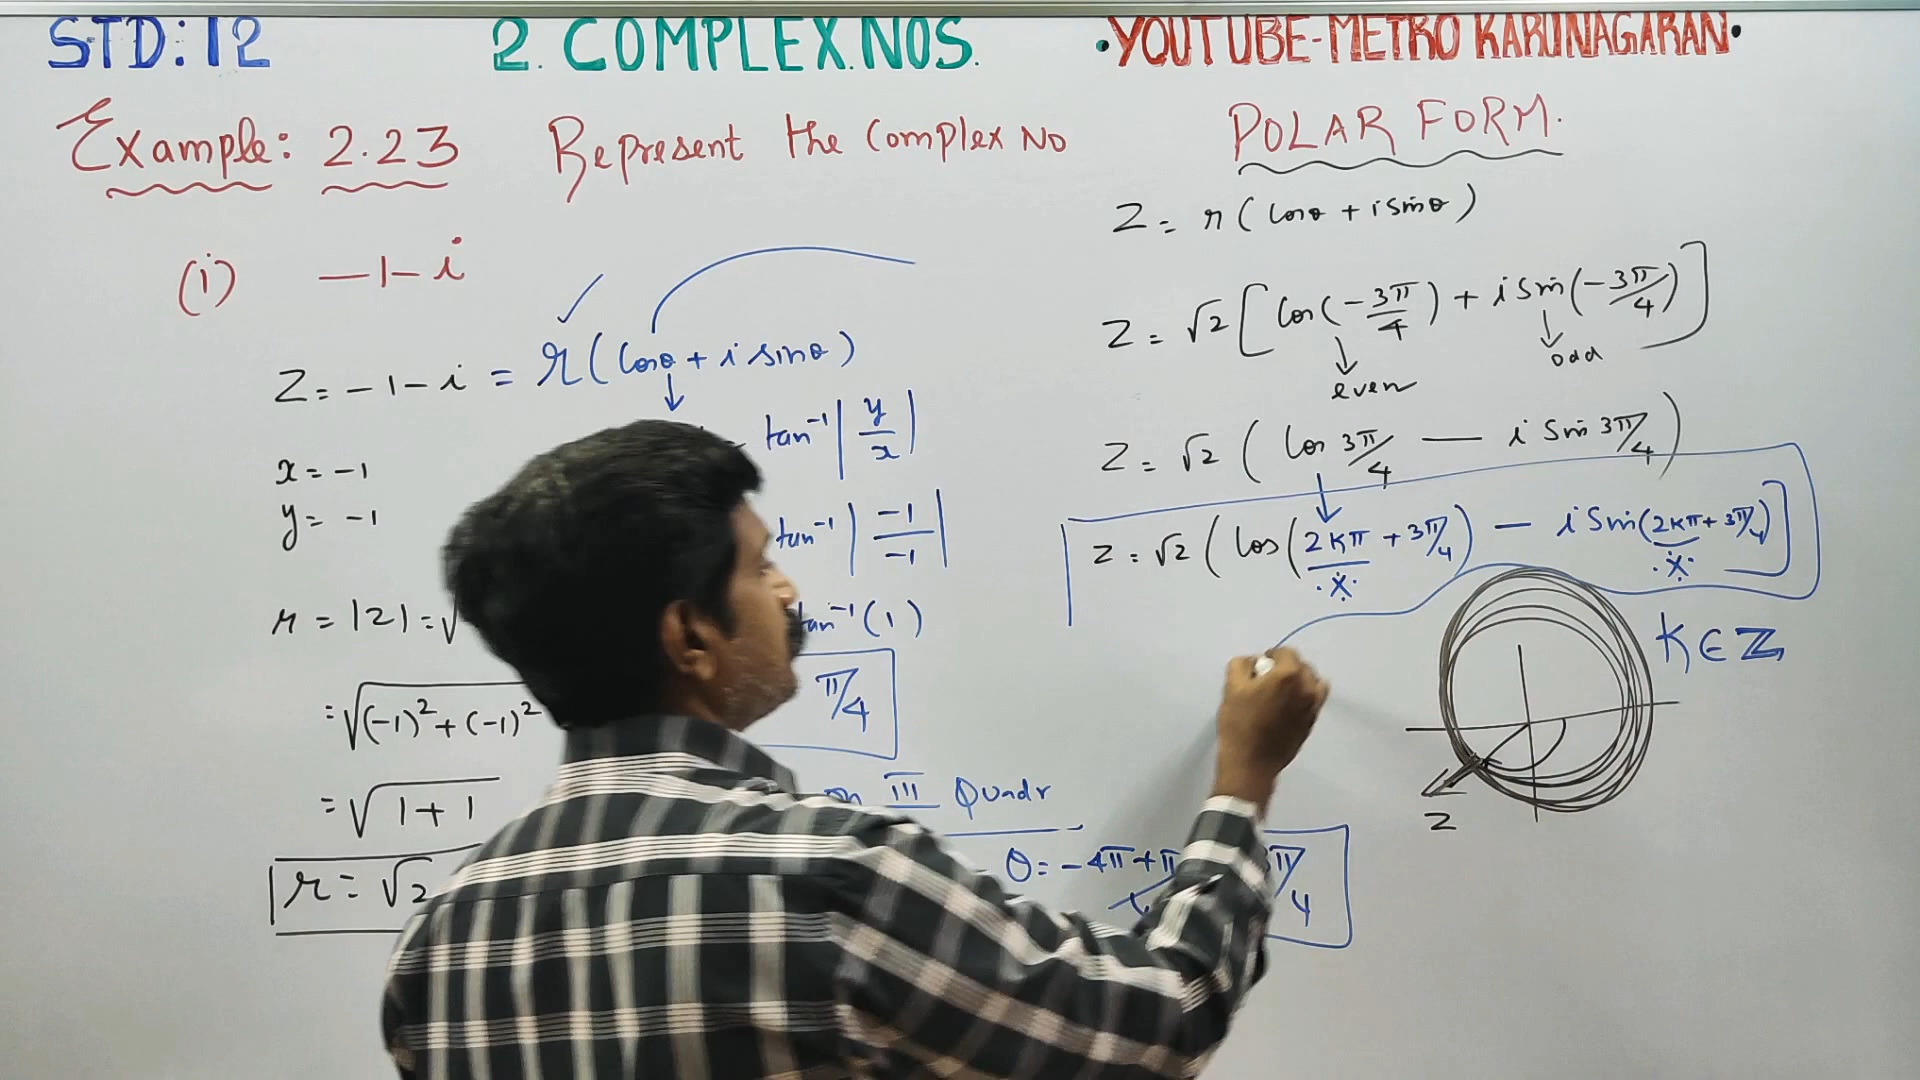 STD: 12 2. COMPLEX.NOS. •YOUTUBE-METRO KARUNAGARAN•
Example: 2.23 Represent the Complex No
(i) -1-i
Z = -1-i = r(cosθ + i sinθ)
x = -1
y = -1
r = |z| = √
= √(-1)² + (-1)²
= √1+1
r = √2
tan⁻¹ |y/x|
tan⁻¹ |-1/-1|
tan⁻¹ (1)
π/4
III Quadr
θ = -4π+π
π/4
POLAR FORM.
Z = r(cosθ + i sinθ)
Z = √2 [cos(-3π/4) + i sin(-3π/4)]
even odd
Z = √2 (cos 3π/4 — i sin 3π/4)
Z = √2 (cos(2kπ + 3π/4) — i sin(2kπ + 3π/4)]
K ∈ ℤ
Z